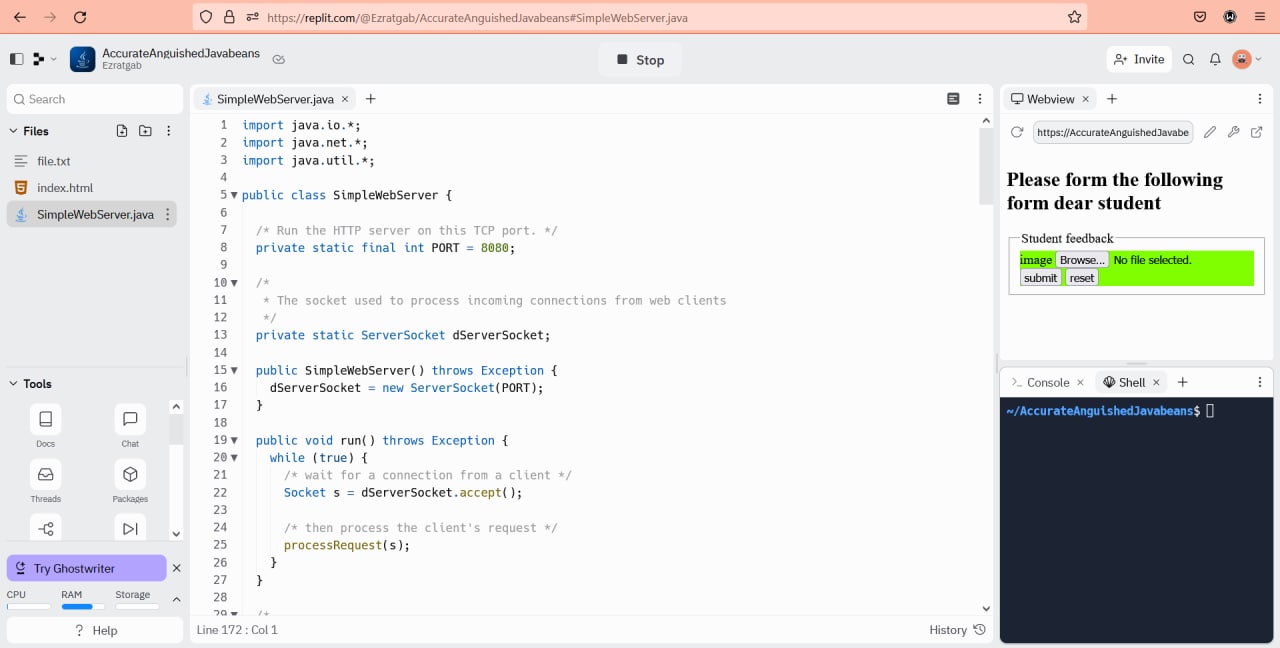 https://replit.com/@Ezratgab/AccurateAnguishedJavabeans#SimpleWebServer.java
AccurateAnguishedJavabeans
Ezratgab
Stop
Invite
Search
Files
file.txt
index.html
SimpleWebServer.java
Tools
Docs
Chat
Threads
Packages
Try Ghostwriter
CPU
RAM
Storage
? Help
SimpleWebServer.java
1 import java.io.*;
2 import java.net.*;
3 import java.util.*;
4
5 public class SimpleWebServer {
6
7 /* Run the HTTP server on this TCP port. */
8 private static final int PORT = 8080;
9
10 /*
11 * The socket used to process incoming connections from web clients
12 */
13 private static ServerSocket dServerSocket;
14
15 public SimpleWebServer() throws Exception {
16 dServerSocket = new ServerSocket(PORT);
17 }
18
19 public void run() throws Exception {
20 while (true) {
21 /* wait for a connection from a client */
22 Socket s = dServerSocket.accept();
23
24 /* then process the client's request */
25 processRequest(s);
26 }
27 }
28
29 /*
Line 172 : Col 1
History
Webview
https://AccurateAnguishedJavabe
Please form the following
form dear student
Student feedback
image Browse... No file selected.
submit reset
Console
Shell
~/AccurateAnguishedJavabeans$